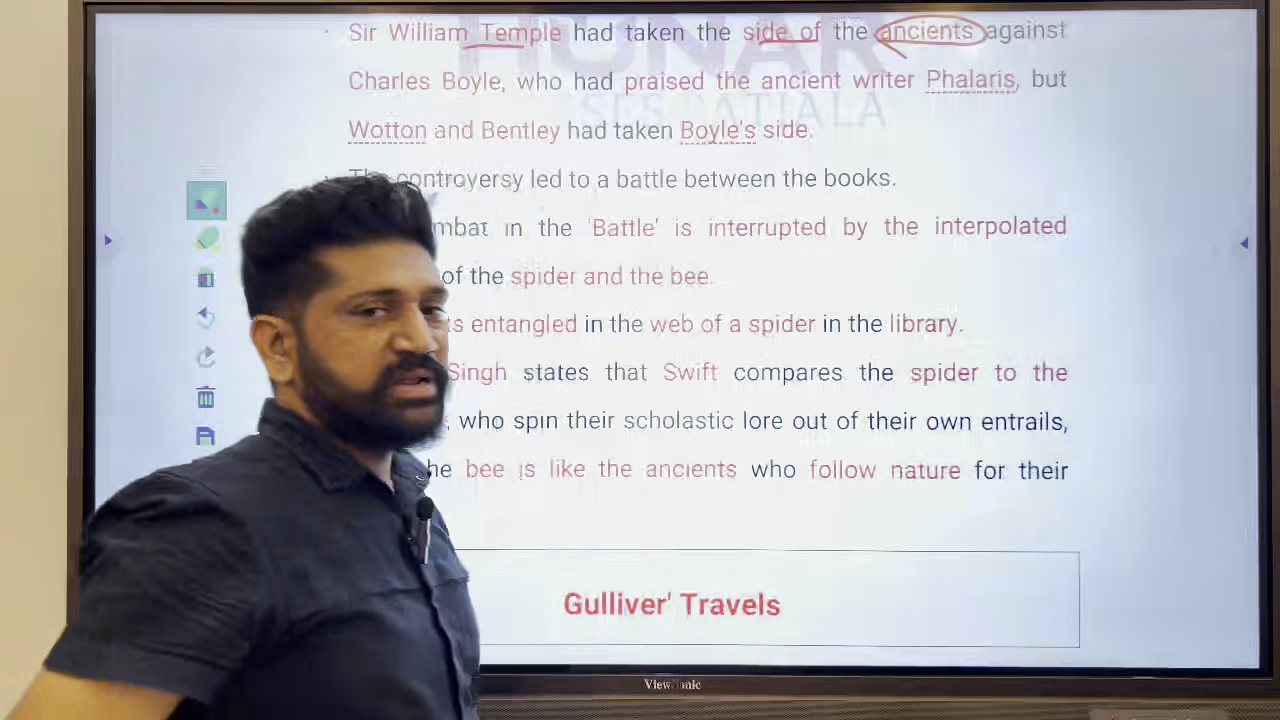 Sir William Temple had taken the side of the ancients against
Charles Boyle, who had praised the ancient writer Phalaris, but
Wotton and Bentley had taken Boyle's side.
The controversy led to a battle between the books.
in the 'Battle' is interrupted by the interpolated
of the spider and the bee.
entangled in the web of a spider in the library.
Singh states that Swift compares the spider to the
who spin their scholastic lore out of their own entrails,
bee is like the ancients who follow nature for their
Gulliver' Travels
ViewSonic